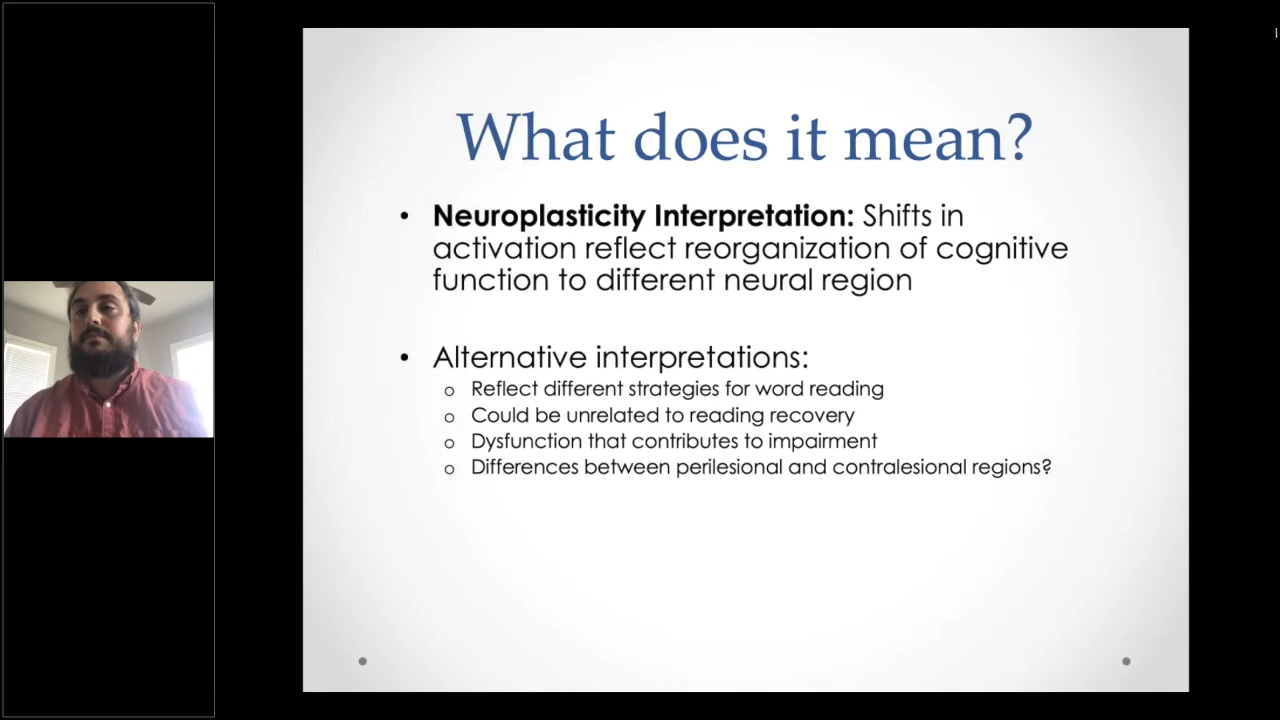 What does it mean?
• Neuroplasticity Interpretation: Shifts in
activation reflect reorganization of cognitive
function to different neural region
• Alternative interpretations:
o Reflect different strategies for word reading
o Could be unrelated to reading recovery
o Dysfunction that contributes to impairment
o Differences between perilesional and contralesional regions?